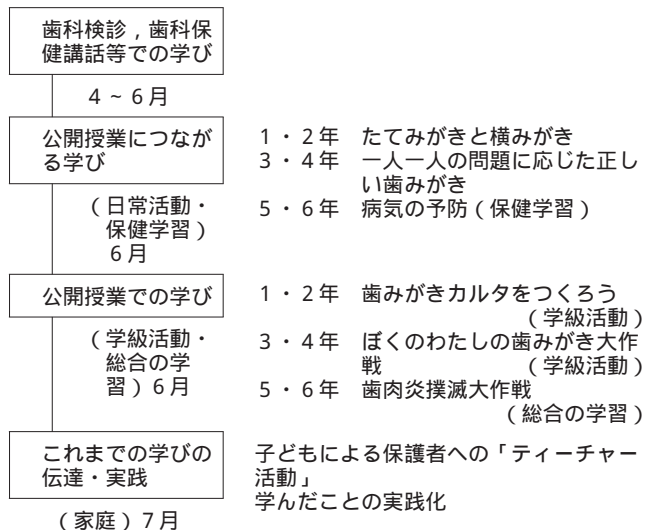 歯科検診，歯科保
健講話等での学び
4～6月
公開授業につなが
る学び
(日常活動・
保健学習)
6月
1・2年 たてみがきと横みがき
3・4年 一人一人の問題に応じた正し
い歯みがき
5・6年 病気の予防(保健学習)
公開授業での学び
(学級活動・
総合の学
習)6月
1・2年 歯みがきカルタをつくろう
(学級活動)
3・4年 ぼくのわたしの歯みがき大作
戦 (学級活動)
5・6年 歯肉炎撲滅大作戦
(総合の学習)
これまでの学びの
伝達・実践
(家庭)7月
子どもによる保護者への「ティーチャー
活動」
学んだことの実践化